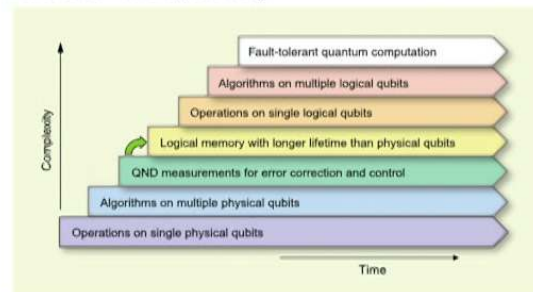 Fault-tolerant quantum computation
Algorithms on multiple logical qubits
Operations on single logical qubits
Logical memory with longer lifetime than physical qubits
QND measurements for error correction and control
Algorithms on multiple physical qubits
Operations on single physical qubits
Complexity
Time